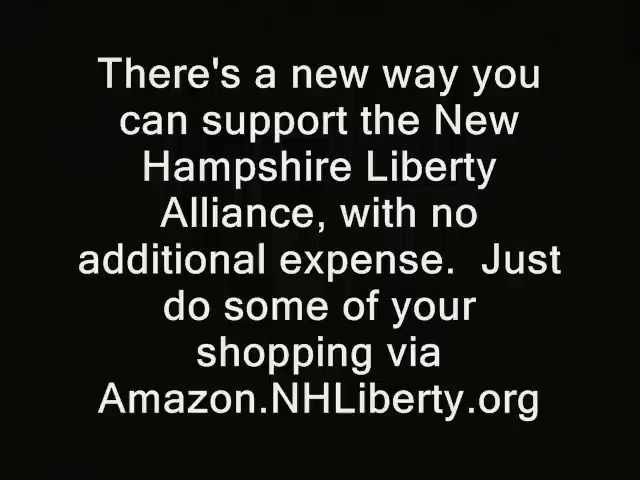 There's a new way you
can support the New
Hampshire Liberty
Alliance, with no
additional expense.  Just
do some of your
shopping via
Amazon.NHLiberty.org